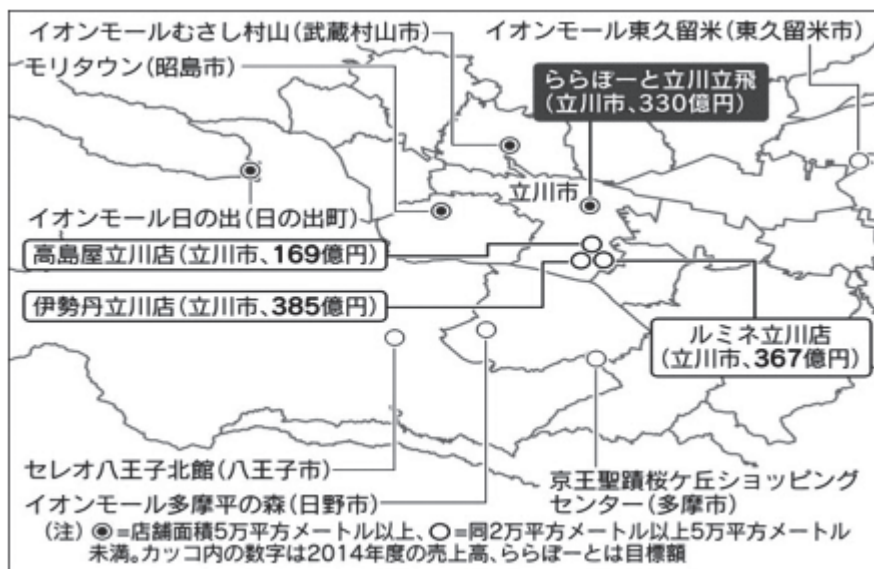 イオンモールむさし村山(武蔵村山市)
イオンモール東久留米(東久留米市)
モリタウン(昭島市)
ららぽーと立川立飛
(立川市、330億円)
立川市
イオンモール日の出(日の出町)
高島屋立川店(立川市、169億円)
伊勢丹立川店(立川市、385億円)
ルミネ立川店
(立川市、367億円)
セレオ八王子北館(八王子市)
イオンモール多摩平の森(日野市)
京王聖蹟桜ケ丘ショッピング
センター(多摩市)
(注)◉=店舗面積5万平方メートル以上、○=同2万平方メートル以上5万平方メートル
未満。カッコ内の数字は2014年度の売上高、ららぽーとは目標額